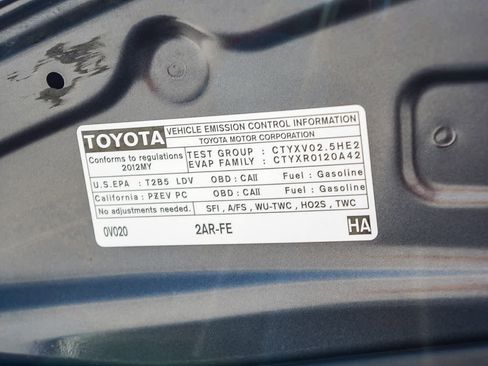 TOYOTA
VEHICLE EMISSION CONTROL INFORMATION
TOYOTA MOTOR CORPORATION
Conforms to regulations
2012MY
TEST GROUP : CTYXV02.5HE2
EVAP FAMILY : CTYXR0120A42
U.S.EPA : T2B5 LDV OBD : CAII Fuel : Gasoline
California : PZEV PC OBD : CAII Fuel : Gasoline
No adjustments needed. SFI , A/FS , WU-TWC , HO2S , TWC
0V020 2AR-FE HA